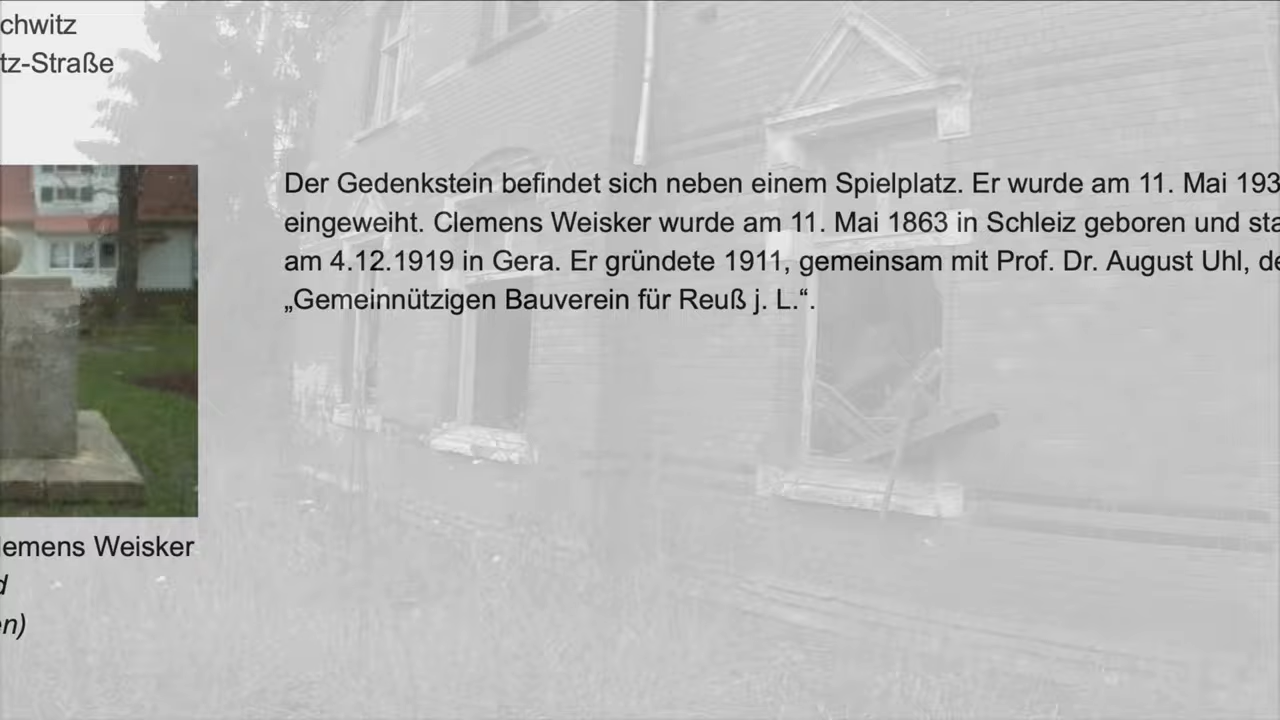 chwitz
tz-Straße
Der Gedenkstein befindet sich neben einem Spielplatz. Er wurde am 11. Mai 193
eingeweiht. Clemens Weisker wurde am 11. Mai 1863 in Schleiz geboren und sta
am 4.12.1919 in Gera. Er gründete 1911, gemeinsam mit Prof. Dr. August Uhl, de
„Gemeinnützigen Bauverein für Reuß j. L.“.
lemens Weisker
d
en)